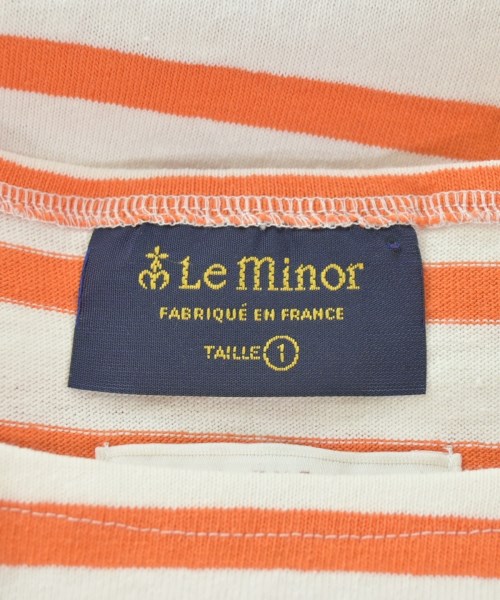 Le Minor
FABRIQUÉ EN FRANCE
TAILLE 1